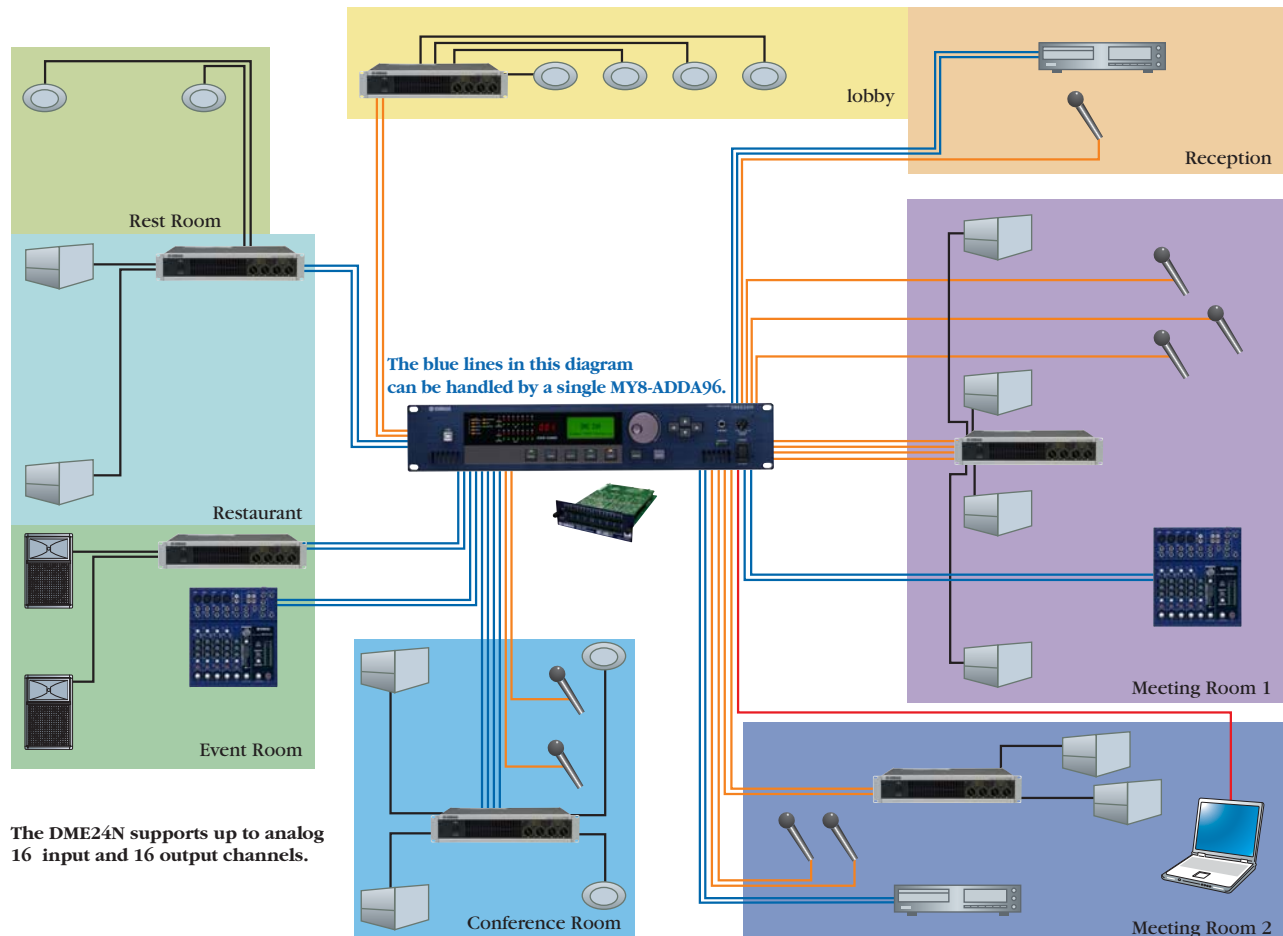 lobby
Reception
Rest Room
The blue lines in this diagram
can be handled by a single MY8-ADDA96.
Restaurant
Event Room
Meeting Room 1
The DME24N supports up to analog
16 input and 16 output channels.
Conference Room
Meeting Room 2